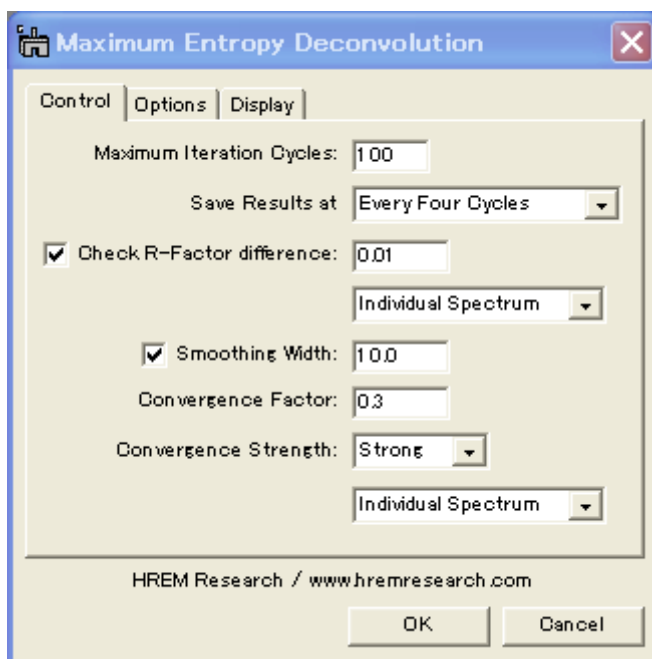 Maximum Entropy Deconvolution
Control Options Display
Maximum Iteration Cycles: 100
Save Results at Every Four Cycles
Check R-Factor difference: 0.01
Individual Spectrum
Smoothing Width: 10.0
Convergence Factor: 0.3
Convergence Strength: Strong
Individual Spectrum
HREM Research / www.hremresearch.com
OK Cancel